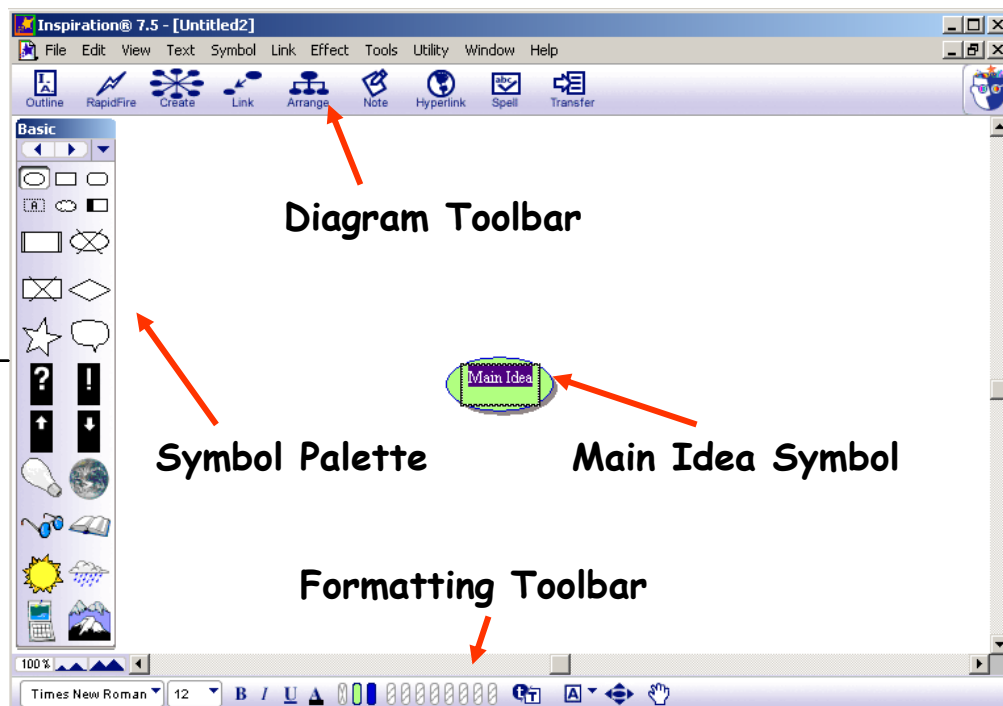 Inspiration® 7.5 - [Untitled2]
File Edit View Text Symbol Link Effect Tools Utility Window Help
Outline RapidFire Create Link Arrange Note Hyperlink Spell Transfer
Basic
Diagram Toolbar
Main Idea
Symbol Palette
Main Idea Symbol
Formatting Toolbar
100%
Times New Roman 12 B I U A